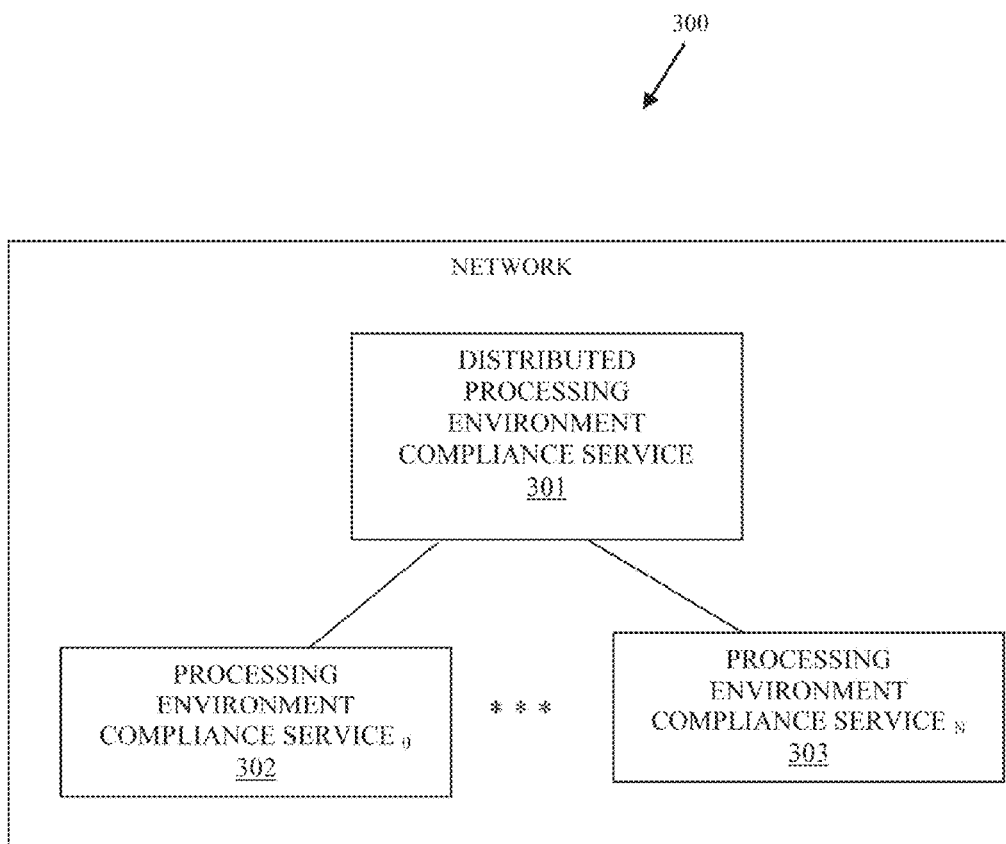 300
NETWORK
DISTRIBUTED
PROCESSING
ENVIRONMENT
COMPLIANCE SERVICE
301
PROCESSING
ENVIRONMENT
COMPLIANCE SERVICE 0
302
* * *
PROCESSING
ENVIRONMENT
COMPLIANCE SERVICE N
303